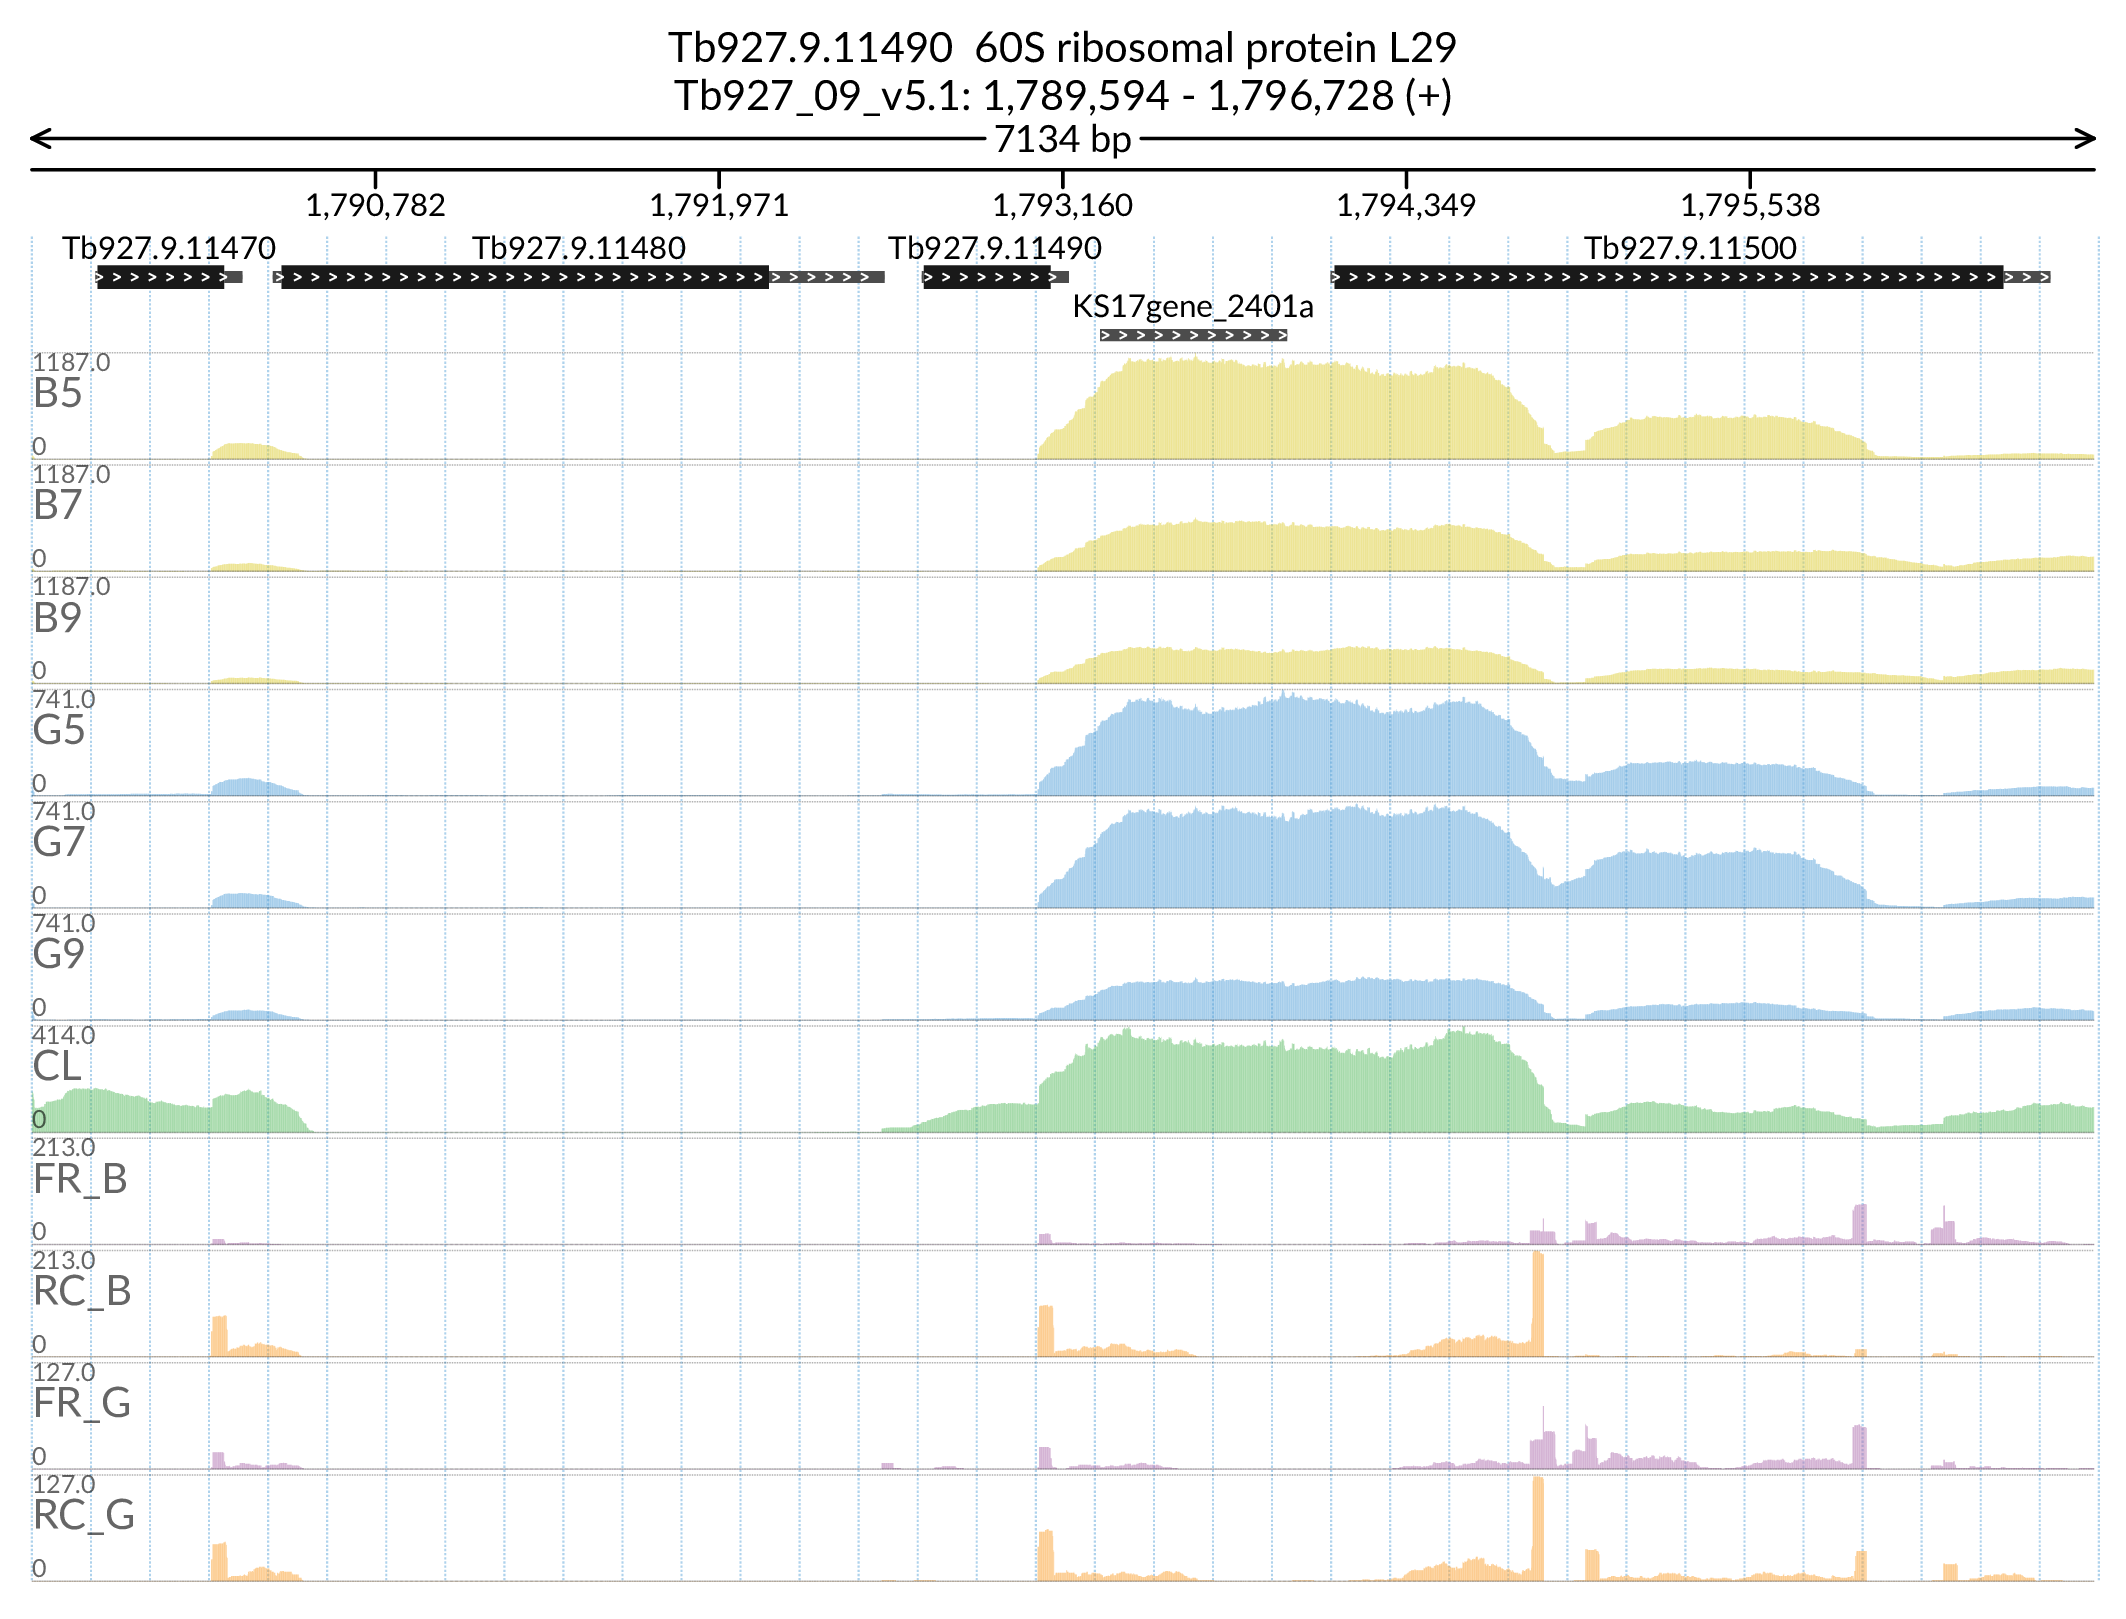 Tb927.9.11490  60S ribosomal protein L29
Tb927_09_v5.1: 1,789,594 - 1,796,728 (+)
7134 bp
1,790,782 1,791,971 1,793,160 1,794,349 1,795,538
Tb927.9.11470 Tb927.9.11480 Tb927.9.11490 Tb927.9.11500
KS17gene_2401a
1187.0
B5
0
1187.0
B7
0
1187.0
B9
0
741.0
G5
0
741.0
G7
0
741.0
G9
0
414.0
CL
0
213.0
FR_B
0
213.0
RC_B
0
127.0
FR_G
0
127.0
RC_G
0